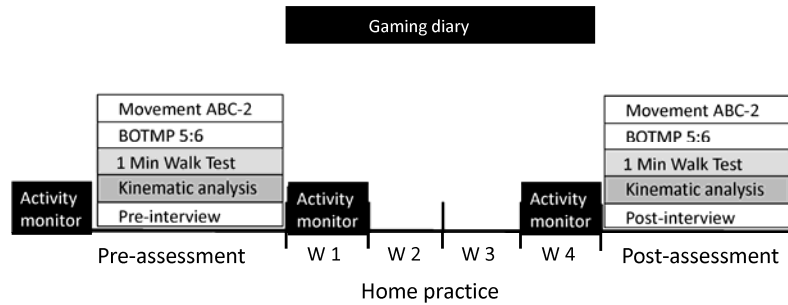 Gaming diary
Movement ABC-2
BOTMP 5:6
1 Min Walk Test
Kinematic analysis
Pre-interview
Movement ABC-2
BOTMP 5:6
1 Min Walk Test
Kinematic analysis
Post-interview
Activity
monitor
Activity
monitor
Activity
monitor
Pre-assessment
W 1
W 2
W 3
W 4
Post-assessment
Home practice